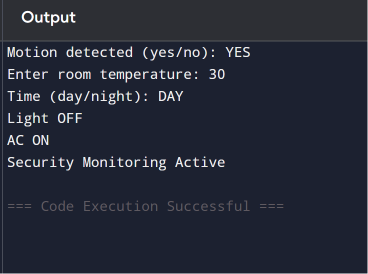 Output
Motion detected (yes/no): YES
Enter room temperature: 30
Time (day/night): DAY
Light OFF
AC ON
Security Monitoring Active
=== Code Execution Successful ===